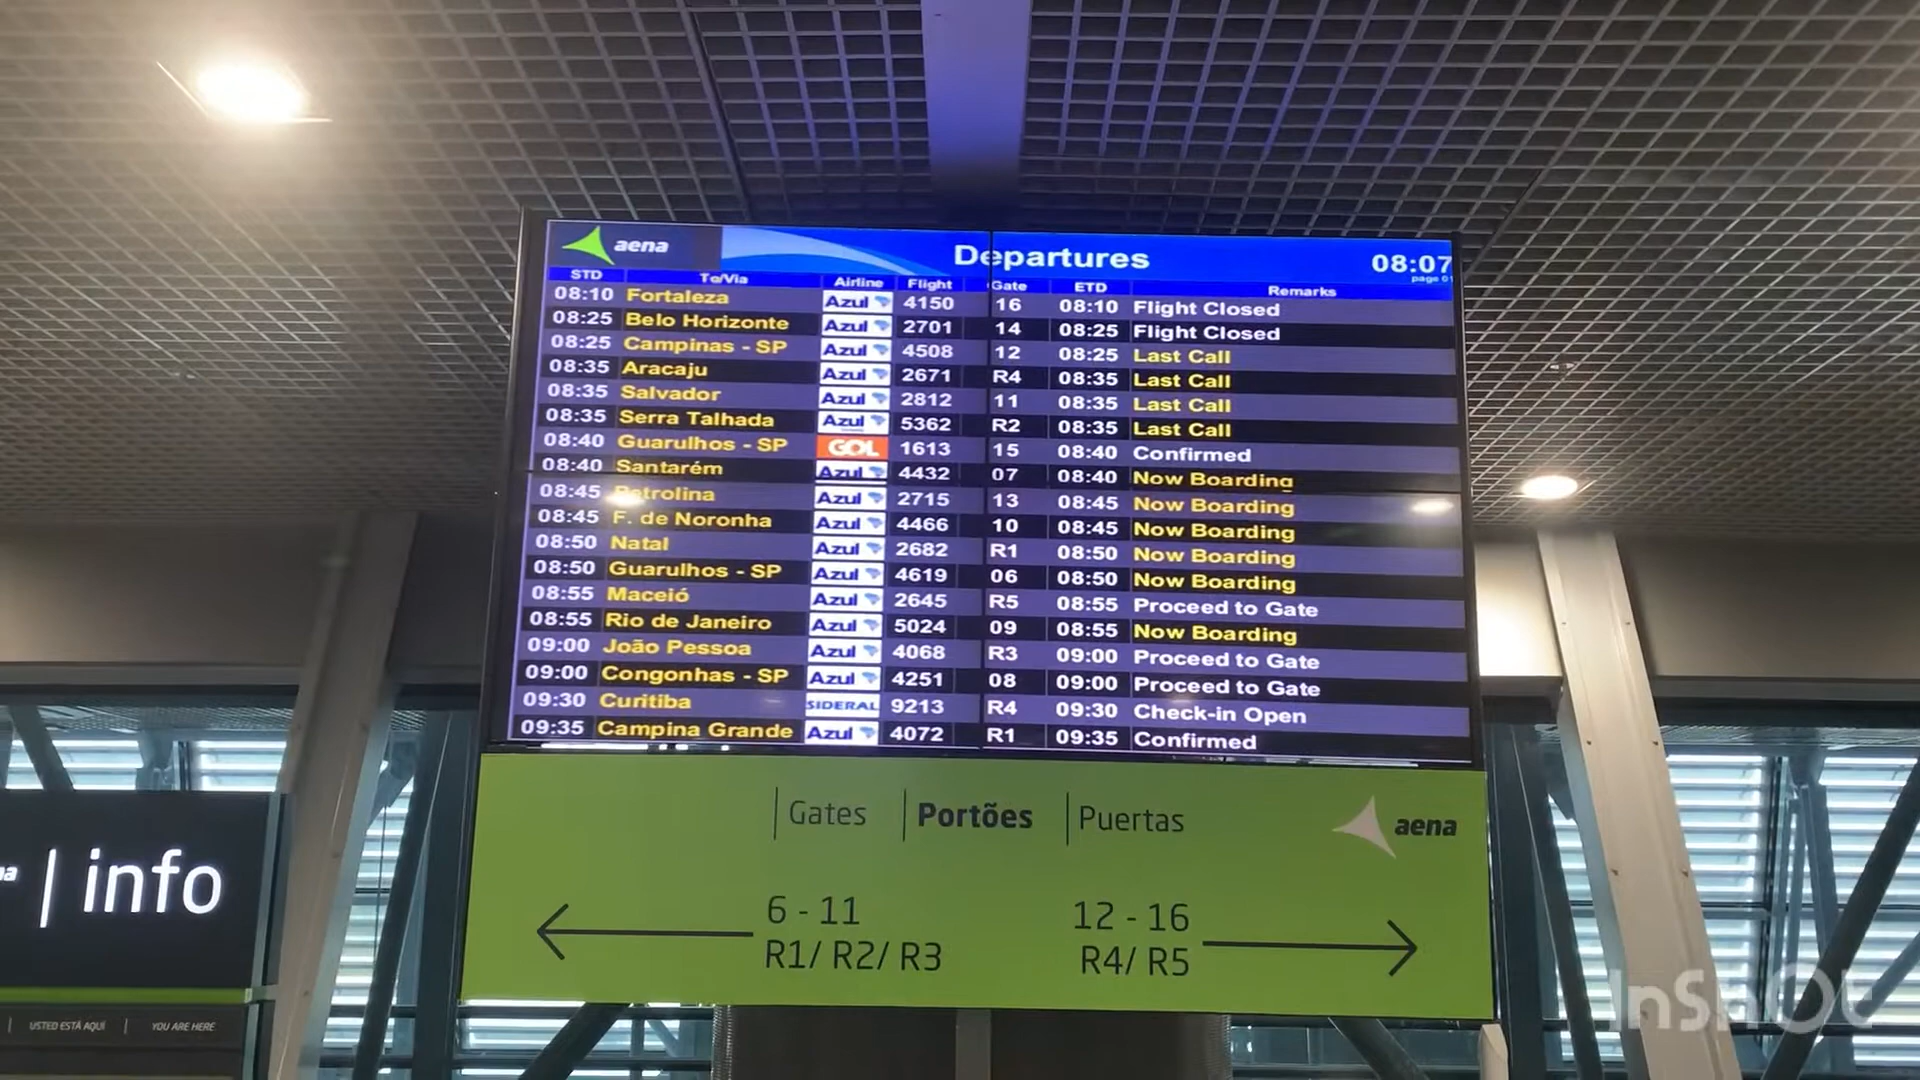 aena Departures 08:07
page 01
STD To/Via Airline Flight Gate ETD Remarks
08:10 Fortaleza Azul 4150 16 08:10 Flight Closed
08:25 Belo Horizonte Azul 2701 14 08:25 Flight Closed
08:25 Campinas - SP Azul 4508 12 08:25 Last Call
08:35 Aracaju Azul 2671 R4 08:35 Last Call
08:35 Salvador Azul 2812 11 08:35 Last Call
08:35 Serra Talhada Azul 5362 R2 08:35 Last Call
08:40 Guarulhos - SP GOL 1613 15 08:40 Confirmed
08:40 Santarém Azul 4432 07 08:40 Now Boarding
08:45 Petrolina Azul 2715 13 08:45 Now Boarding
08:45 F. de Noronha Azul 4466 10 08:45 Now Boarding
08:50 Natal Azul 2682 R1 08:50 Now Boarding
08:50 Guarulhos - SP Azul 4619 06 08:50 Now Boarding
08:55 Maceió Azul 2645 R5 08:55 Proceed to Gate
08:55 Rio de Janeiro Azul 5024 09 08:55 Now Boarding
09:00 João Pessoa Azul 4068 R3 09:00 Proceed to Gate
09:00 Congonhas - SP Azul 4251 08 09:00 Proceed to Gate
09:30 Curitiba SIDERAL 9213 R4 09:30 Check-in Open
09:35 Campina Grande Azul 4072 R1 09:35 Confirmed
| Gates | Portões | Puertas aena
6 - 11 12 - 16
R1/ R2/ R3 R4/ R5
| info
| USTED ESTÁ AQUÍ | YOU ARE HERE
InShOt